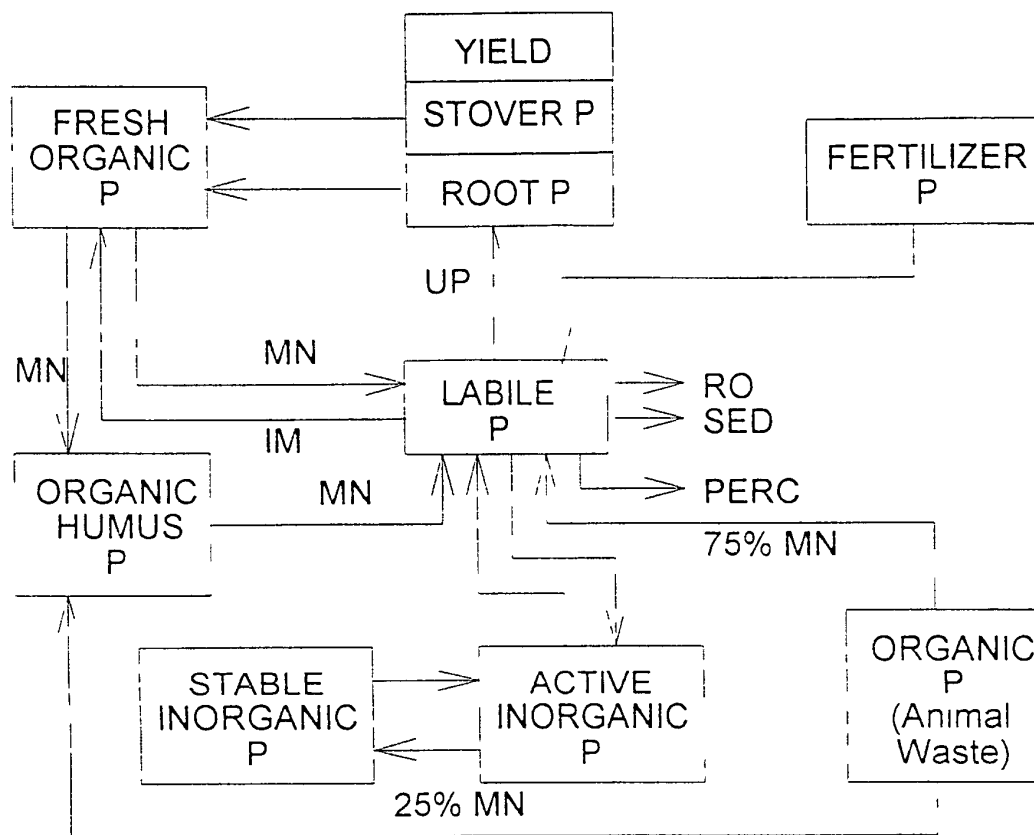 YIELD
STOVER P
ROOT P
FRESH
ORGANIC
P
FERTILIZER
P
UP
MN
MN
LABILE
P
RO
SED
IM
PERC
MN
75% MN
ORGANIC
HUMUS
P
STABLE
INORGANIC
P
ACTIVE
INORGANIC
P
ORGANIC
P
(Animal
Waste)
25% MN